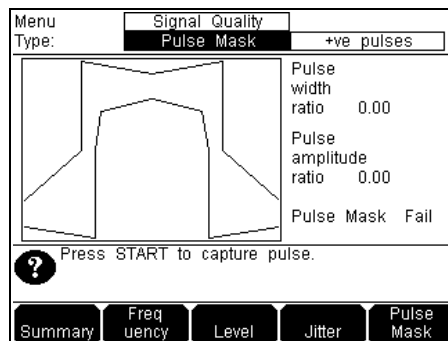 Menu Signal Quality
Type: Pulse Mask +ve pulses
Pulse
width
ratio 0.00
Pulse
amplitude
ratio 0.00
Pulse Mask Fail
? Press START to capture pulse.
Summary Freq
uency Level Jitter Pulse
Mask